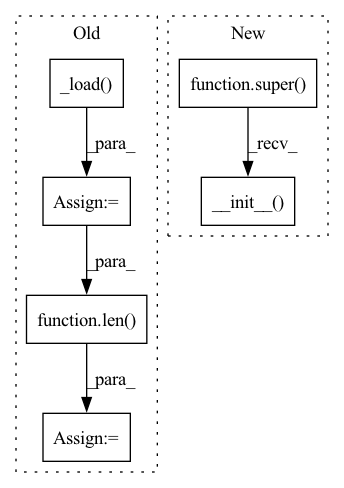 Old
New
_load()
function.super()
_para_
_recv_
Assign:=
__init__()
_para_
function.len()
_para_
Assign:=